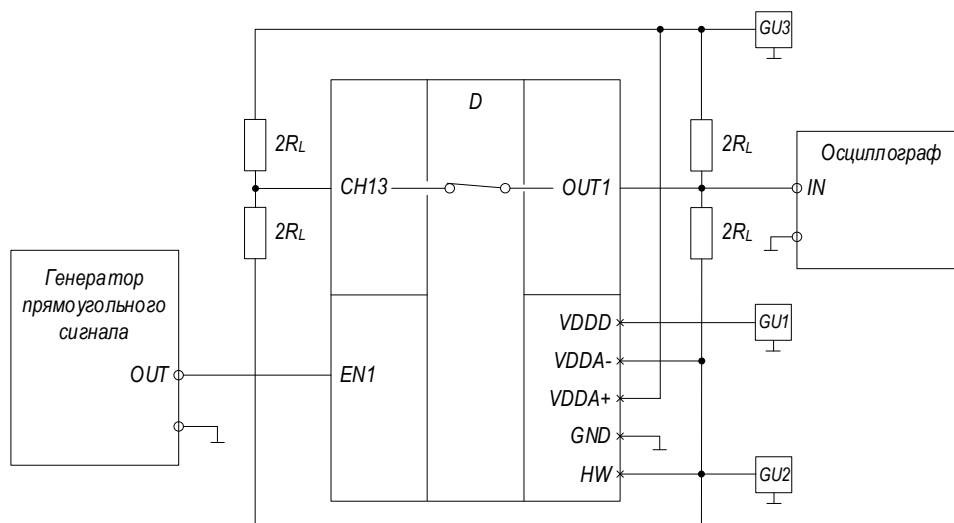 GU3
D
2RL
2RL
Осциллограф
CH13
OUT1
IN
2RL
2RL
Генератор
прямоугольного
сигнала
VDDD
GU1
VDDA-
OUT
EN1
VDDA+
GND
HW
GU2